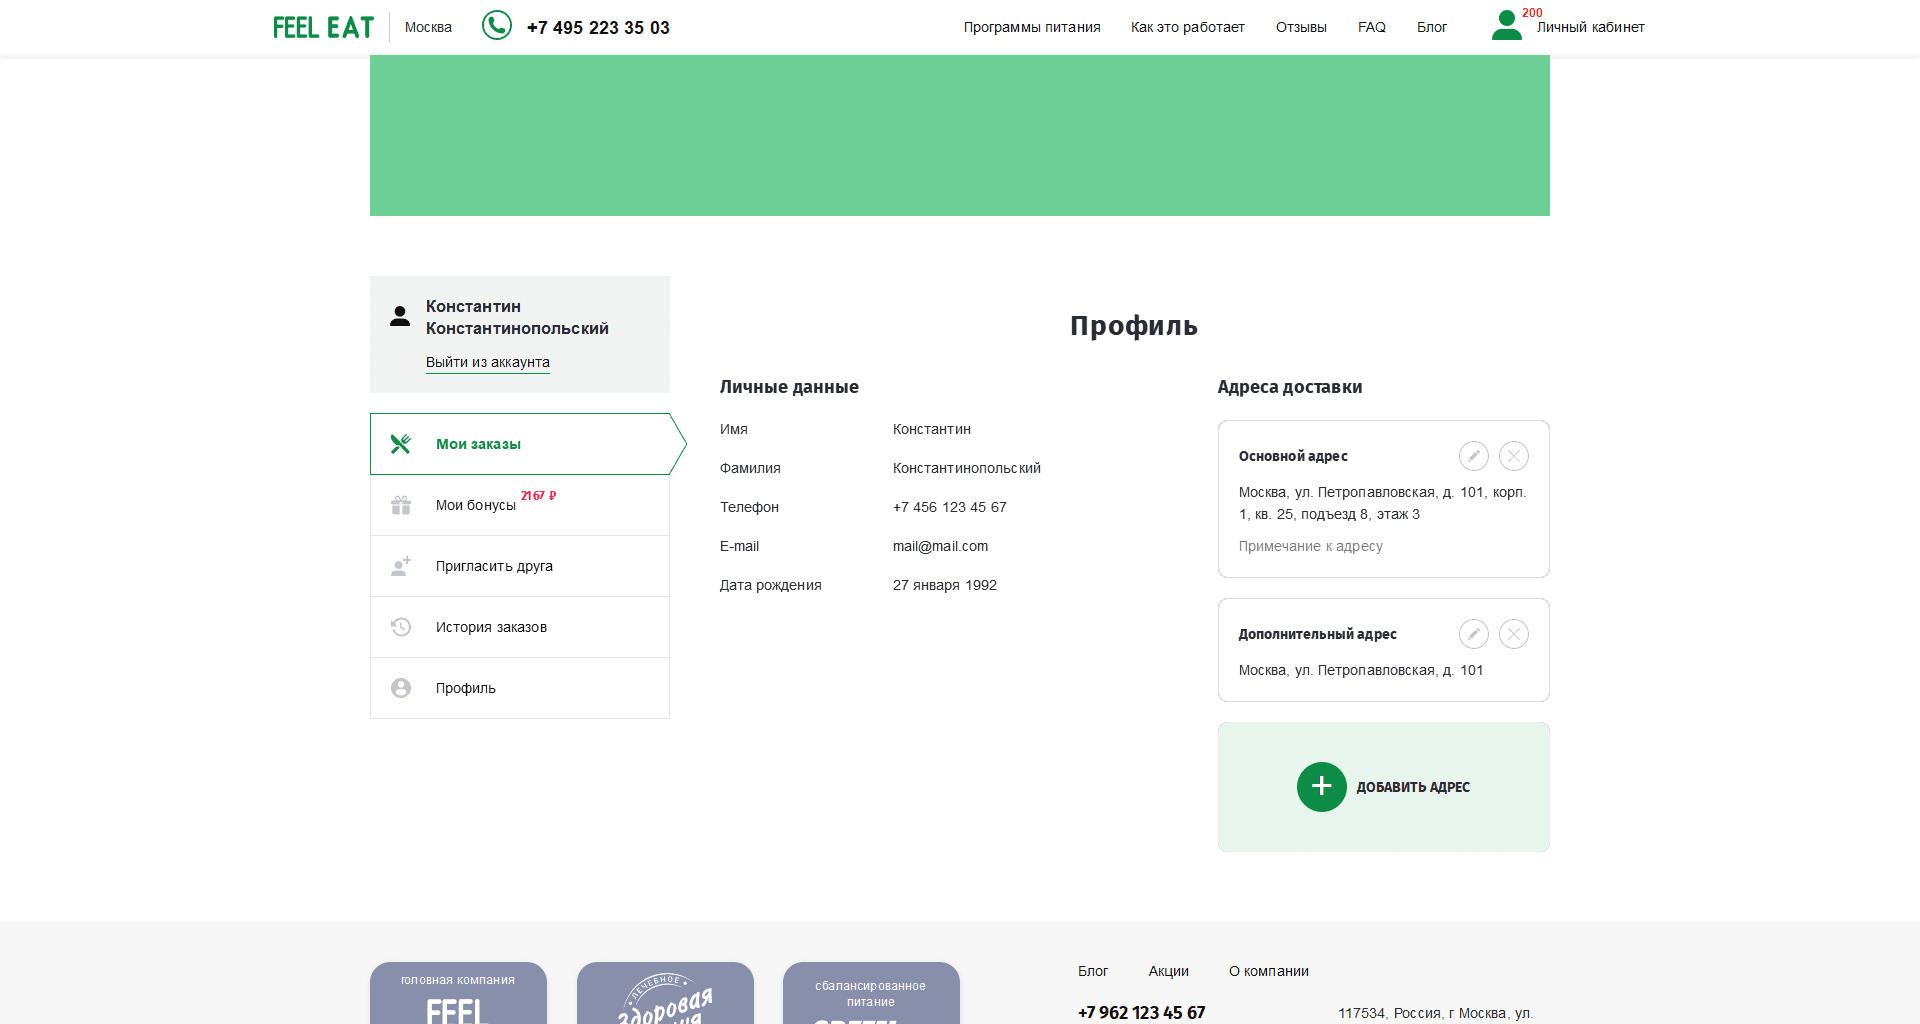 FEEL EAT
Москва
+7 495 223 35 03
Программы питания
Как это работает
Отзывы
FAQ
Блог
200
Личный кабинет
Константин
Константинопольский
Выйти из аккаунта
Мои заказы
Мои бонусы
2167 ₽
Пригласить друга
История заказов
Профиль
Профиль
Личные данные
Имя
Константин
Фамилия
Константинопольский
Телефон
+7 456 123 45 67
E-mail
mail@mail.com
Дата рождения
27 января 1992
Адреса доставки
Основной адрес
Москва, ул. Петропавловская, д. 101, корп.
1, кв. 25, подъезд 8, этаж 3
Примечание к адресу
Дополнительный адрес
Москва, ул. Петропавловская, д. 101
ДОБАВИТЬ АДРЕС
головная компания
FEEL
ЛЕЧЕБНОЕ
Здоровая
сбалансированное
питание
Блог
Акции
О компании
+7 962 123 45 67
117534, Россия, г Москва, ул.